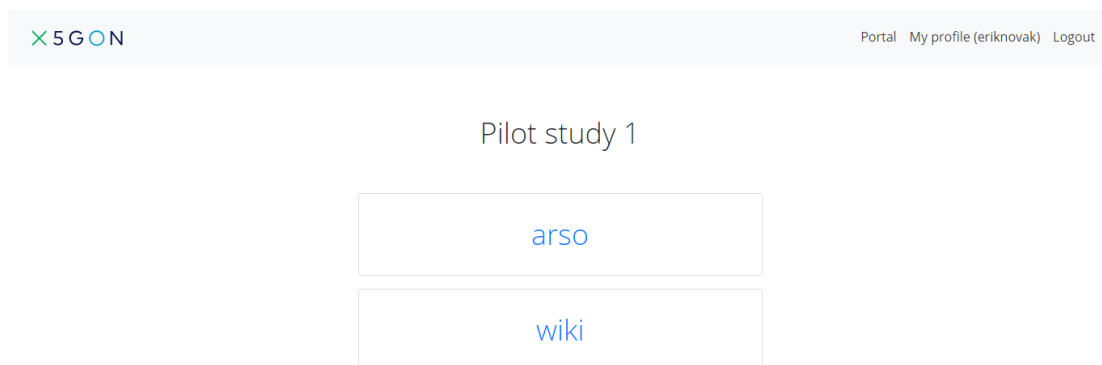 X5GON
Portal My profile (eriknovak) Logout
Pilot study 1
arso
wiki